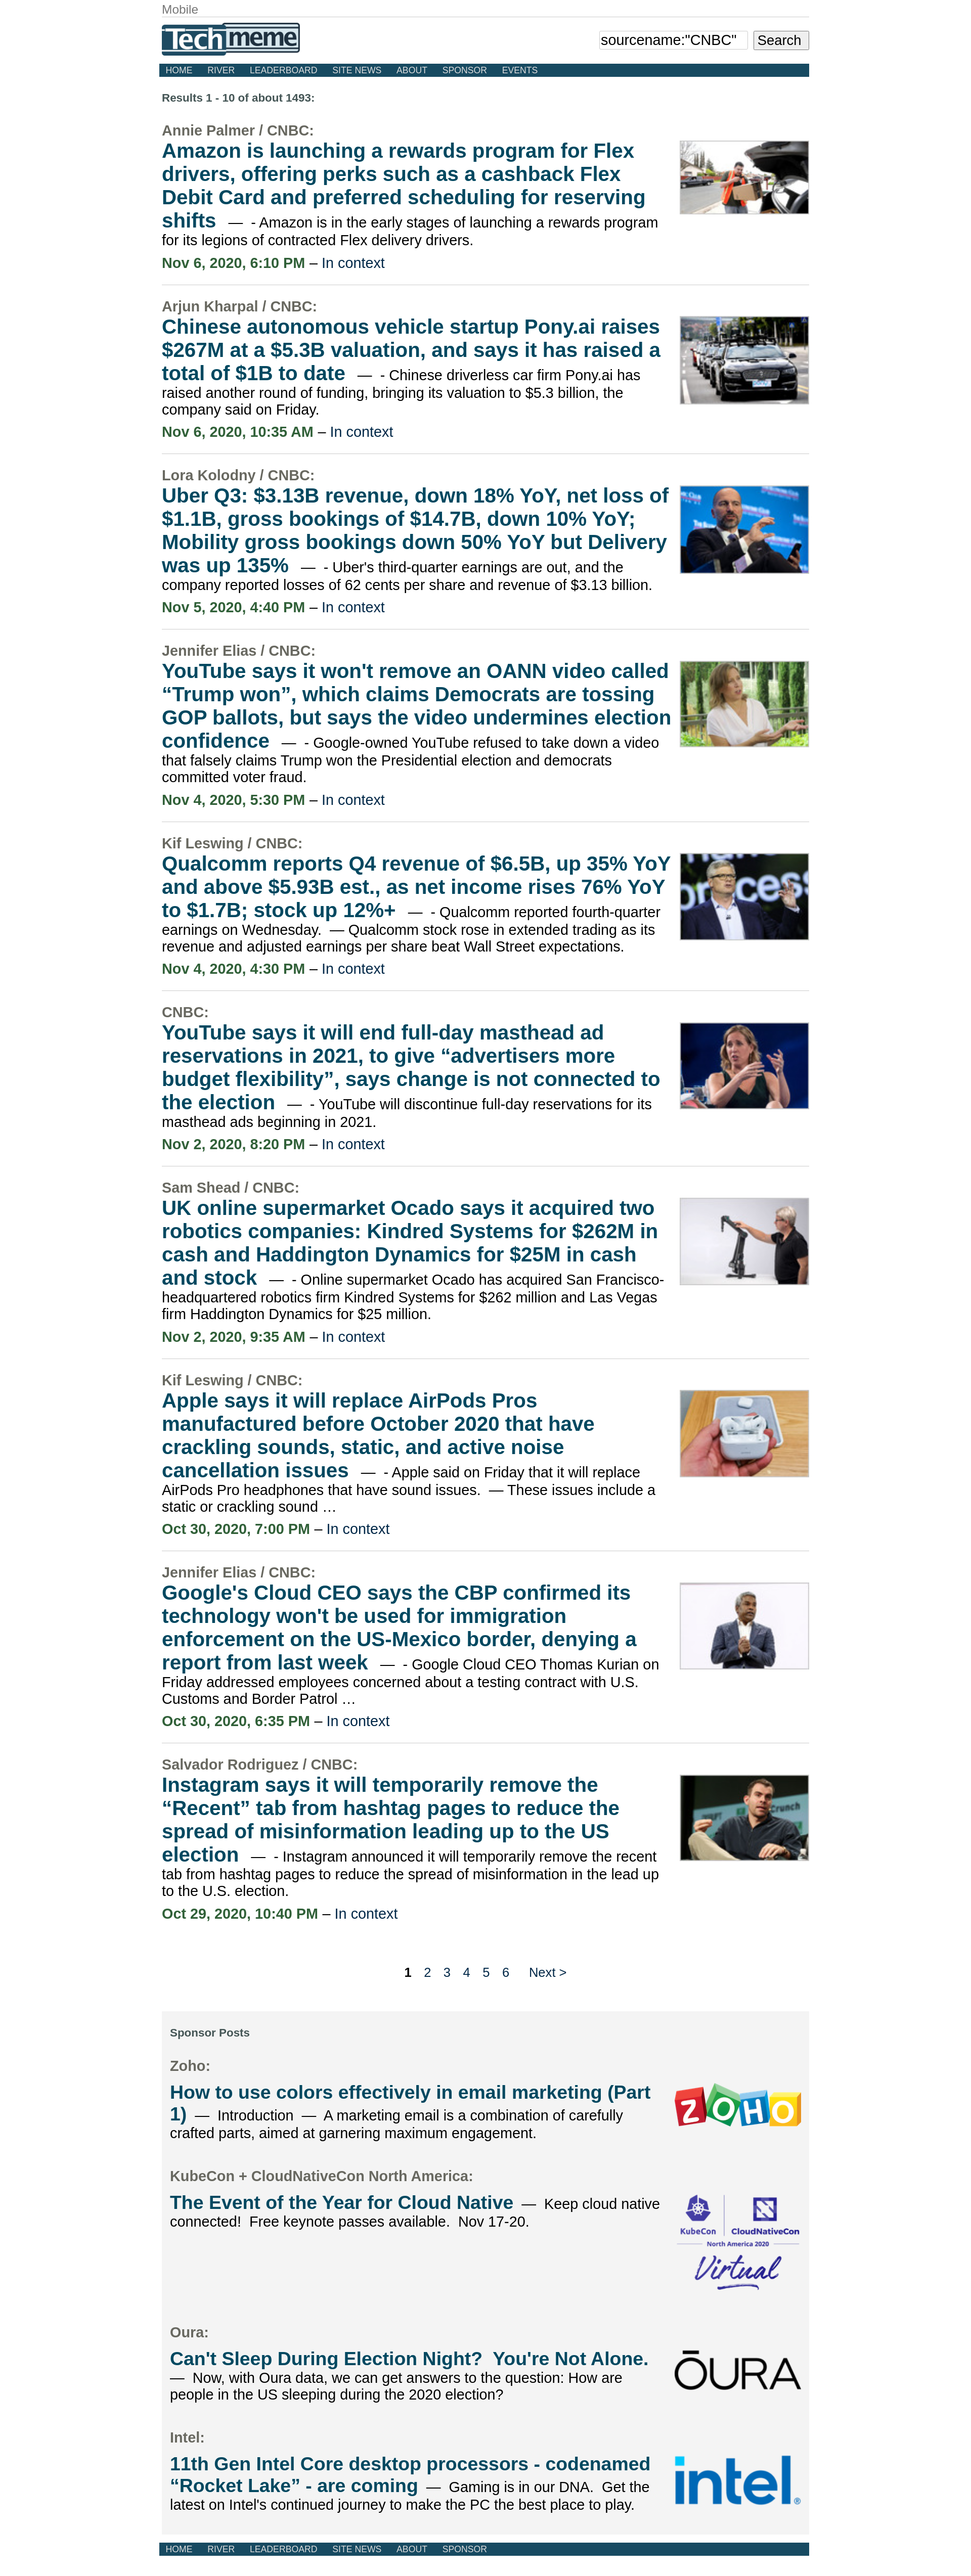 Mobile
Techmeme
sourcename:"CNBC"
Search
HOME RIVER LEADERBOARD SITE NEWS ABOUT SPONSOR EVENTS
Results 1 - 10 of about 1493:
Annie Palmer / CNBC:
Amazon is launching a rewards program for Flex
drivers, offering perks such as a cashback Flex
Debit Card and preferred scheduling for reserving
shifts — - Amazon is in the early stages of launching a rewards program
for its legions of contracted Flex delivery drivers.
Nov 6, 2020, 6:10 PM – In context
Arjun Kharpal / CNBC:
Chinese autonomous vehicle startup Pony.ai raises
$267M at a $5.3B valuation, and says it has raised a
total of $1B to date — - Chinese driverless car firm Pony.ai has
raised another round of funding, bringing its valuation to $5.3 billion, the
company said on Friday.
Nov 6, 2020, 10:35 AM – In context
Lora Kolodny / CNBC:
Uber Q3: $3.13B revenue, down 18% YoY, net loss of
$1.1B, gross bookings of $14.7B, down 10% YoY;
Mobility gross bookings down 50% YoY but Delivery
was up 135% — - Uber's third-quarter earnings are out, and the
company reported losses of 62 cents per share and revenue of $3.13 billion.
Nov 5, 2020, 4:40 PM – In context
Jennifer Elias / CNBC:
YouTube says it won't remove an OANN video called
“Trump won”, which claims Democrats are tossing
GOP ballots, but says the video undermines election
confidence — - Google-owned YouTube refused to take down a video
that falsely claims Trump won the Presidential election and democrats
committed voter fraud.
Nov 4, 2020, 5:30 PM – In context
Kif Leswing / CNBC:
Qualcomm reports Q4 revenue of $6.5B, up 35% YoY
and above $5.93B est., as net income rises 76% YoY
to $1.7B; stock up 12%+ — - Qualcomm reported fourth-quarter
earnings on Wednesday. — Qualcomm stock rose in extended trading as its
revenue and adjusted earnings per share beat Wall Street expectations.
Nov 4, 2020, 4:30 PM – In context
CNBC:
YouTube says it will end full-day masthead ad
reservations in 2021, to give “advertisers more
budget flexibility”, says change is not connected to
the election — - YouTube will discontinue full-day reservations for its
masthead ads beginning in 2021.
Nov 2, 2020, 8:20 PM – In context
Sam Shead / CNBC:
UK online supermarket Ocado says it acquired two
robotics companies: Kindred Systems for $262M in
cash and Haddington Dynamics for $25M in cash
and stock — - Online supermarket Ocado has acquired San Francisco-
headquartered robotics firm Kindred Systems for $262 million and Las Vegas
firm Haddington Dynamics for $25 million.
Nov 2, 2020, 9:35 AM – In context
Kif Leswing / CNBC:
Apple says it will replace AirPods Pros
manufactured before October 2020 that have
crackling sounds, static, and active noise
cancellation issues — - Apple said on Friday that it will replace
AirPods Pro headphones that have sound issues. — These issues include a
static or crackling sound …
Oct 30, 2020, 7:00 PM – In context
Jennifer Elias / CNBC:
Google's Cloud CEO says the CBP confirmed its
technology won't be used for immigration
enforcement on the US-Mexico border, denying a
report from last week — - Google Cloud CEO Thomas Kurian on
Friday addressed employees concerned about a testing contract with U.S.
Customs and Border Patrol …
Oct 30, 2020, 6:35 PM – In context
Salvador Rodriguez / CNBC:
Instagram says it will temporarily remove the
“Recent” tab from hashtag pages to reduce the
spread of misinformation leading up to the US
election — - Instagram announced it will temporarily remove the recent
tab from hashtag pages to reduce the spread of misinformation in the lead up
to the U.S. election.
Oct 29, 2020, 10:40 PM – In context
1 2 3 4 5 6 Next >
Sponsor Posts
Zoho:
How to use colors effectively in email marketing (Part
1) — Introduction — A marketing email is a combination of carefully
crafted parts, aimed at garnering maximum engagement.
ZOHO
KubeCon + CloudNativeCon North America:
The Event of the Year for Cloud Native — Keep cloud native
connected! Free keynote passes available. Nov 17-20.
KubeCon CloudNativeCon
North America 2020
Virtual
Oura:
Can't Sleep During Election Night? You're Not Alone.
— Now, with Oura data, we can get answers to the question: How are
people in the US sleeping during the 2020 election?
ŌURA
Intel:
11th Gen Intel Core desktop processors - codenamed
“Rocket Lake” - are coming — Gaming is in our DNA. Get the
latest on Intel's continued journey to make the PC the best place to play.
intel®
HOME RIVER LEADERBOARD SITE NEWS ABOUT SPONSOR